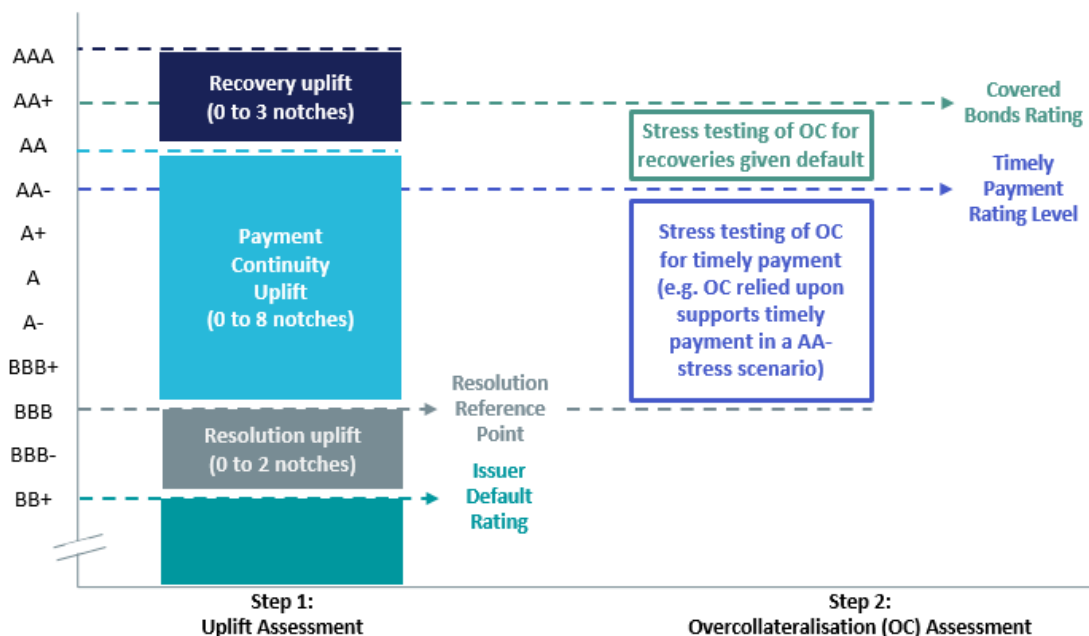 AAA
AA+
AA
AA-
A+
A
A-
BBB+
BBB
BBB-
BB+
Recovery uplift
(0 to 3 notches)
Payment
Continuity
Uplift
(0 to 8 notches)
Resolution uplift
(0 to 2 notches)
Resolution
Reference
Point
Issuer
Default
Rating
Stress testing of OC for
recoveries given default
Stress testing of OC
for timely payment
(e.g. OC relied upon
supports timely
payment in a AA-
stress scenario)
Covered
Bonds Rating
Timely
Payment
Rating Level
Step 1:
Uplift Assessment
Step 2:
Overcollateralisation (OC) Assessment